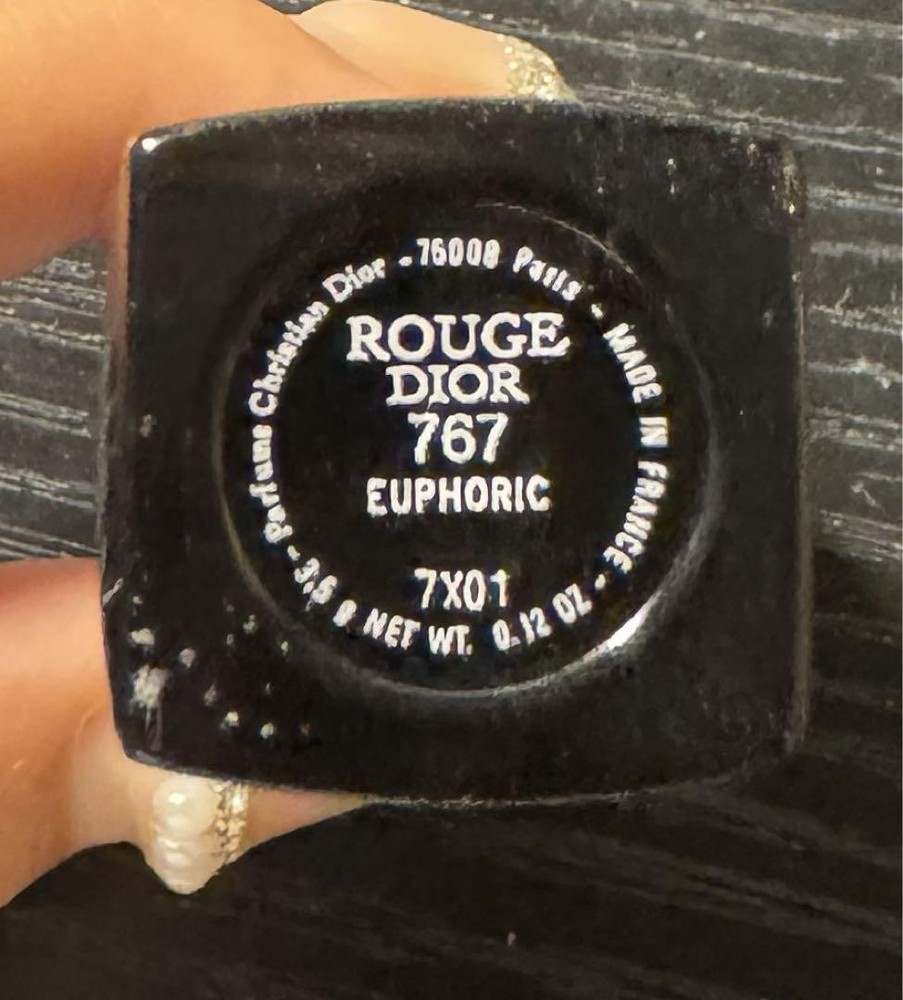 Parfums Christian Dior - 75008 Paris - MADE IN FRANCE - 3,5 g NET WT. 0.12 OZ -
ROUGE
DIOR
767
EUPHORIC
7X01